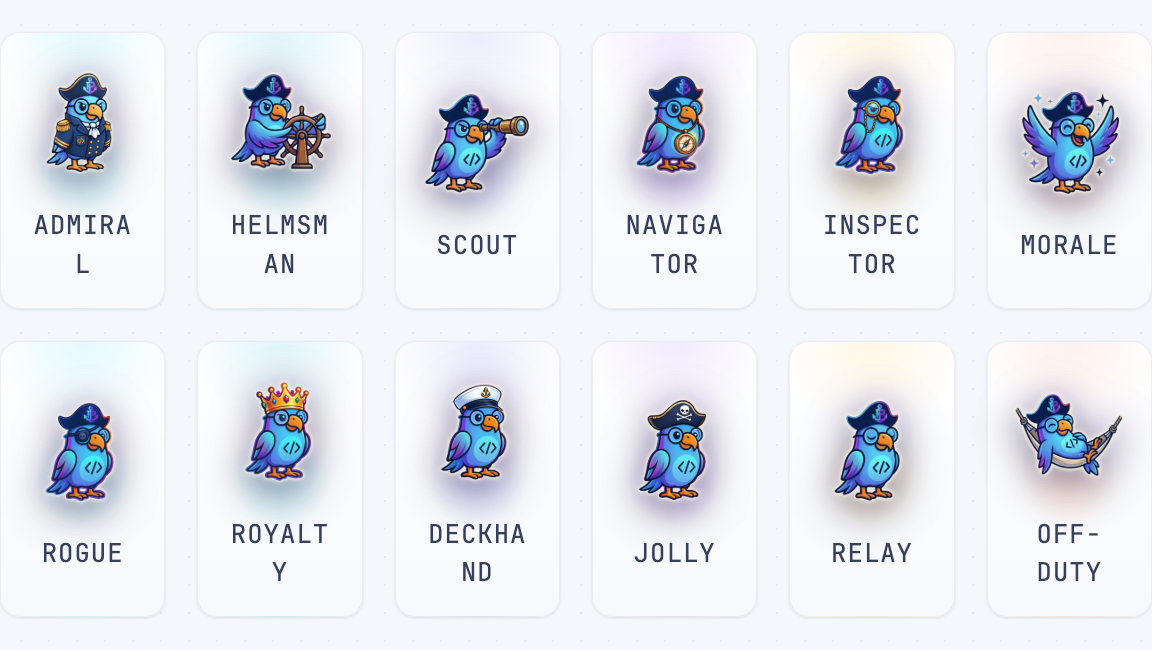 ADMIRA
L
HELMSM
AN
SCOUT
NAVIGA
TOR
INSPEC
TOR
MORALE
ROGUE
ROYALT
Y
DECKHA
ND
JOLLY
RELAY
OFF-
DUTY